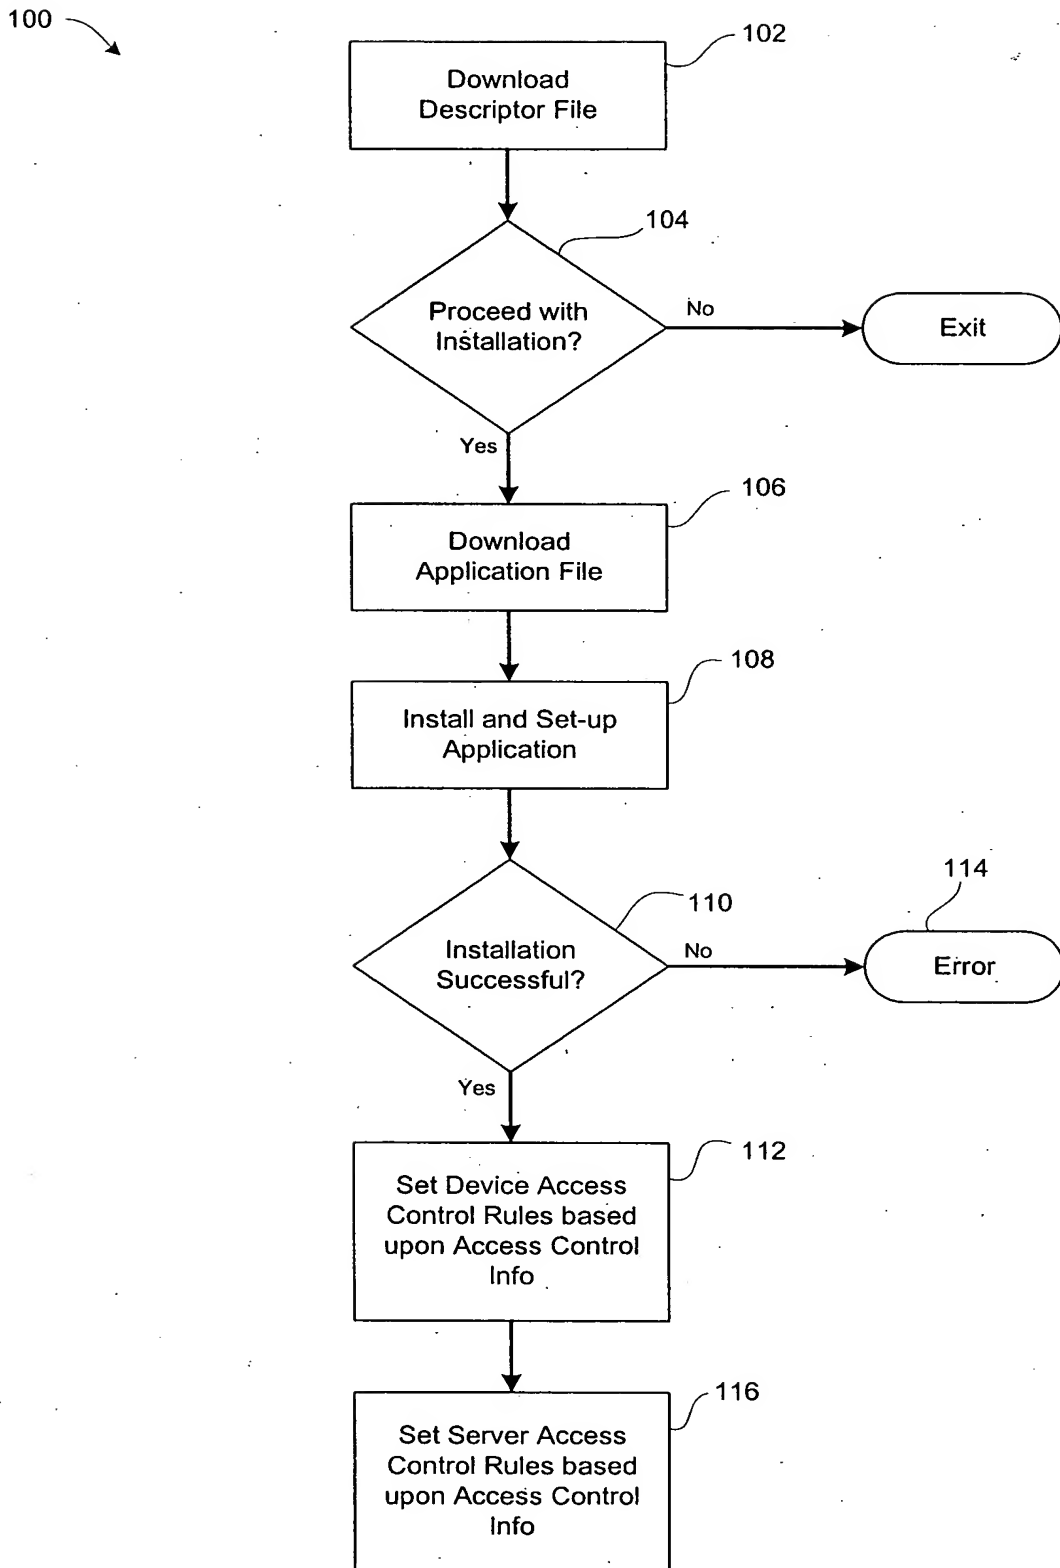 100
102
Download
Descriptor File
104
Proceed with
Installation?
No
Exit
Yes
106
Download
Application File
108
Install and Set-up
Application
110
Installation
Successful?
No
114
Error
Yes
112
Set Device Access
Control Rules based
upon Access Control
Info
116
Set Server Access
Control Rules based
upon Access Control
Info